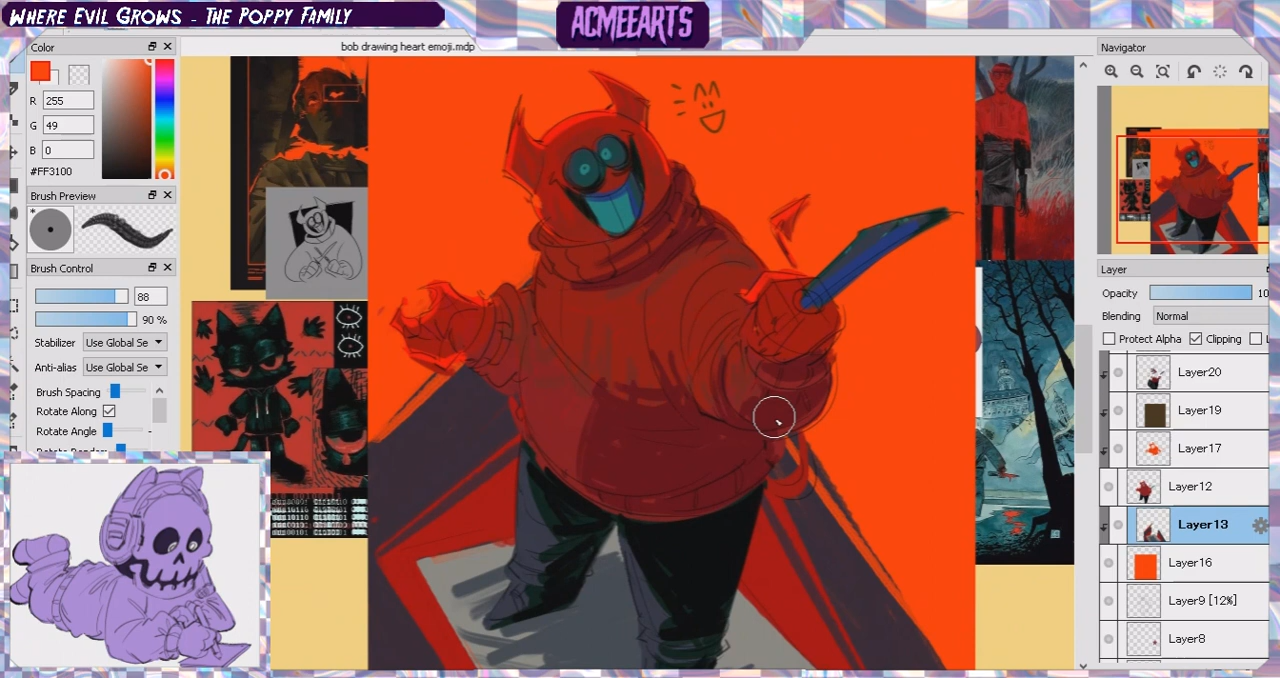 WHERE EVIL GROWS - THE POPPY FAMILY
ACMEEARTS
Color
bob drawing heart emoji.mdp
Navigator
R 255
G 49
B 0
#FF3100
Brush Preview
Brush Control
88
90 %
Stabilizer Use Global Se
Anti-alias Use Global Se
Brush Spacing
Rotate Along
Rotate Angle
Layer
Opacity 10
Blending Normal
Protect Alpha Clipping L
Layer20
Layer19
Layer17
Layer12
Layer13
Layer16
Layer9 [12%]
Layer8